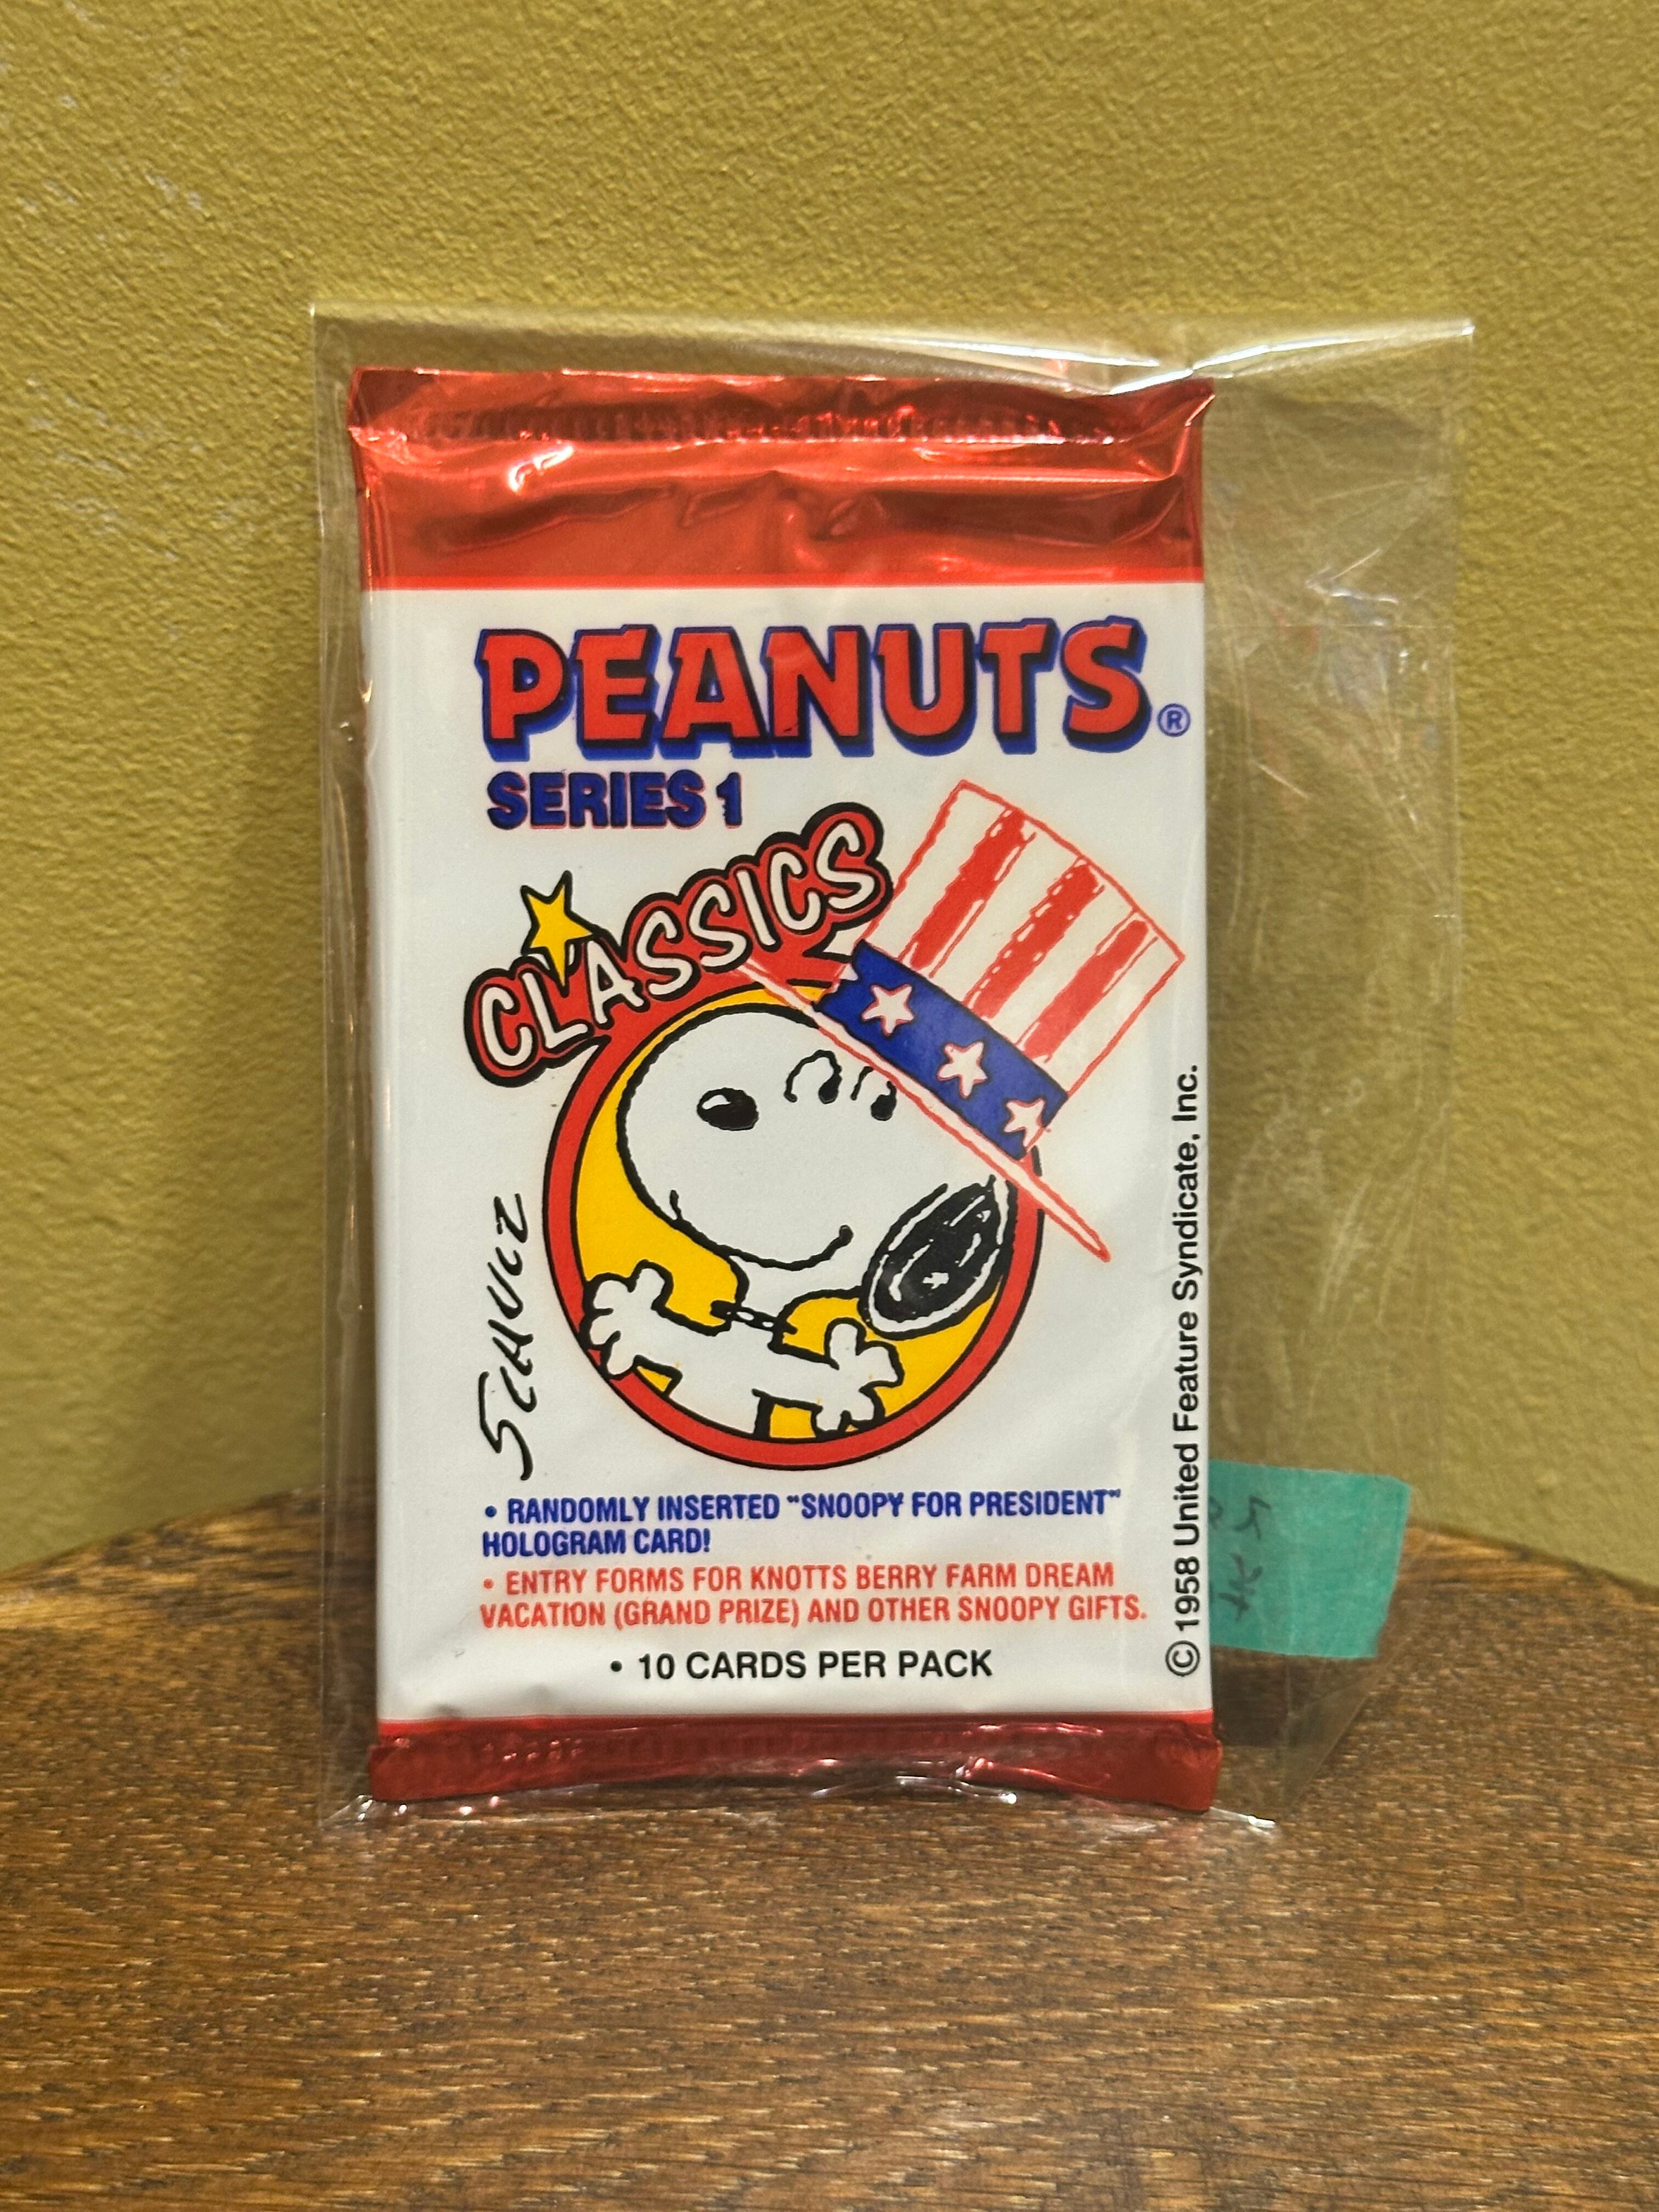 PEANUTS®
SERIES 1
CLASSICS
SCHULZ
• RANDOMLY INSERTED "SNOOPY FOR PRESIDENT"
HOLOGRAM CARD!
• ENTRY FORMS FOR KNOTTS BERRY FARM DREAM
VACATION (GRAND PRIZE) AND OTHER SNOOPY GIFTS.
• 10 CARDS PER PACK
© 1958 United Feature Syndicate, Inc.